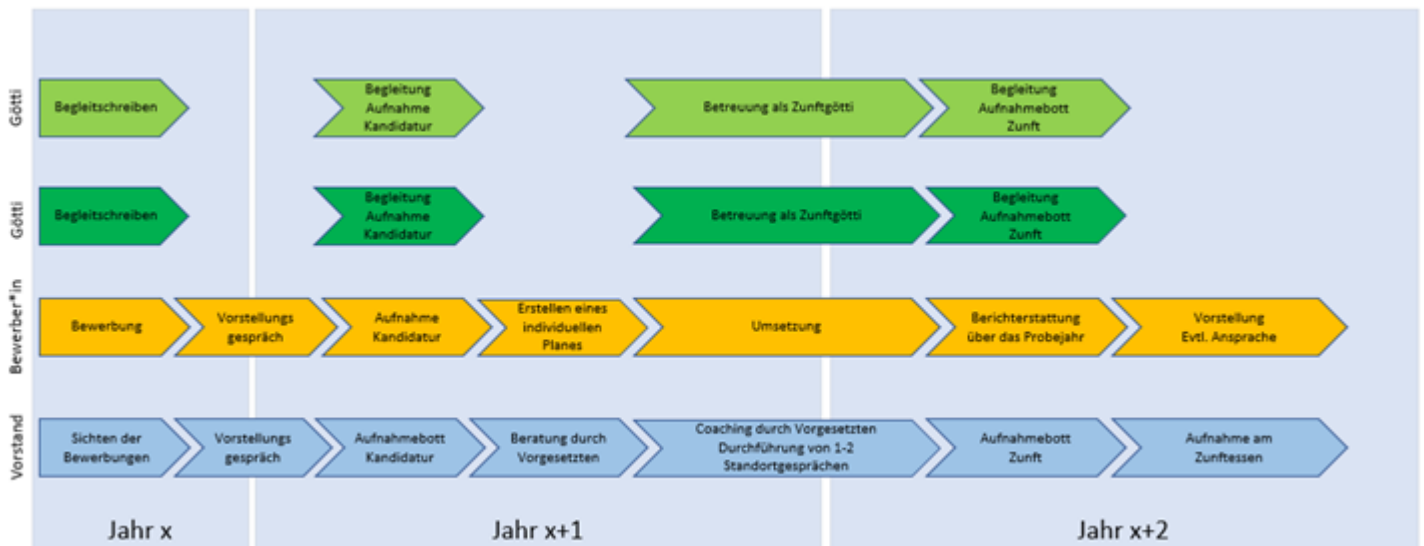 Götti
Begleitschreiben
Begleitung
Aufnahme
Kandidatur
Betreuung als Zunftgötti
Begleitung
Aufnahmebott
Zunft
Götti
Begleitschreiben
Begleitung
Aufnahme
Kandidatur
Betreuung als Zunftgötti
Begleitung
Aufnahmebott
Zunft
Bewerber*in
Bewerbung
Vorstellungs
gespräch
Aufnahme
Kandidatur
Erstellen eines
individuellen
Planes
Umsetzung
Berichterstattung
über das Probejahr
Vorstellung
Evtl. Ansprache
Vorstand
Sichten der
Bewerbungen
Vorstellungs
gespräch
Aufnahmebott
Kandidatur
Beratung durch
Vorgesetzten
Coaching durch Vorgesetzten
Durchführung von 1-2
Standortgesprächen
Aufnahmebott
Zunft
Aufnahme am
Zunftessen
Jahr x
Jahr x+1
Jahr x+2